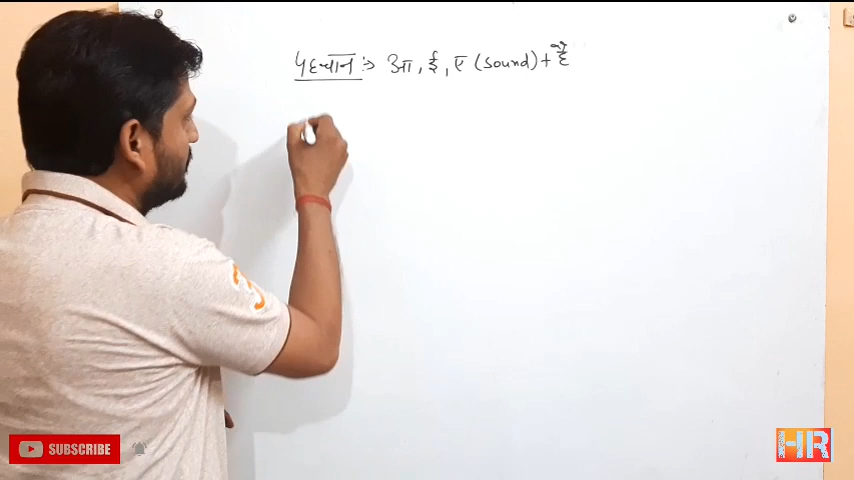 पहचान :> आ, ई, ए (Sound) + है
SUBSCRIBE
HR